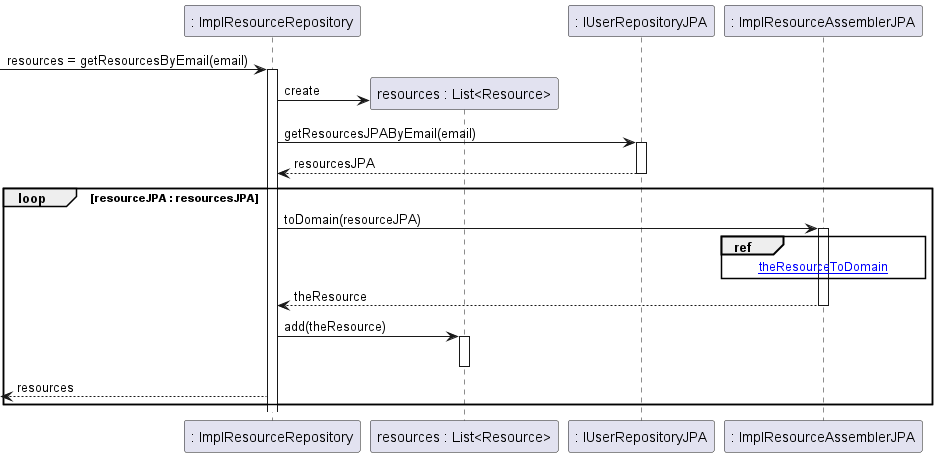 : ImplResourceRepository
: IUserRepositoryJPA
: ImplResourceAssemblerJPA
resources = getResourcesByEmail(email)
create
resources : List<Resource>
getResourcesJPAByEmail(email)
resourcesJPA
loop
[resourceJPA : resourcesJPA]
toDomain(resourceJPA)
ref
theResourceToDomain
theResource
add(theResource)
resources
: ImplResourceRepository
resources : List<Resource>
: IUserRepositoryJPA
: ImplResourceAssemblerJPA